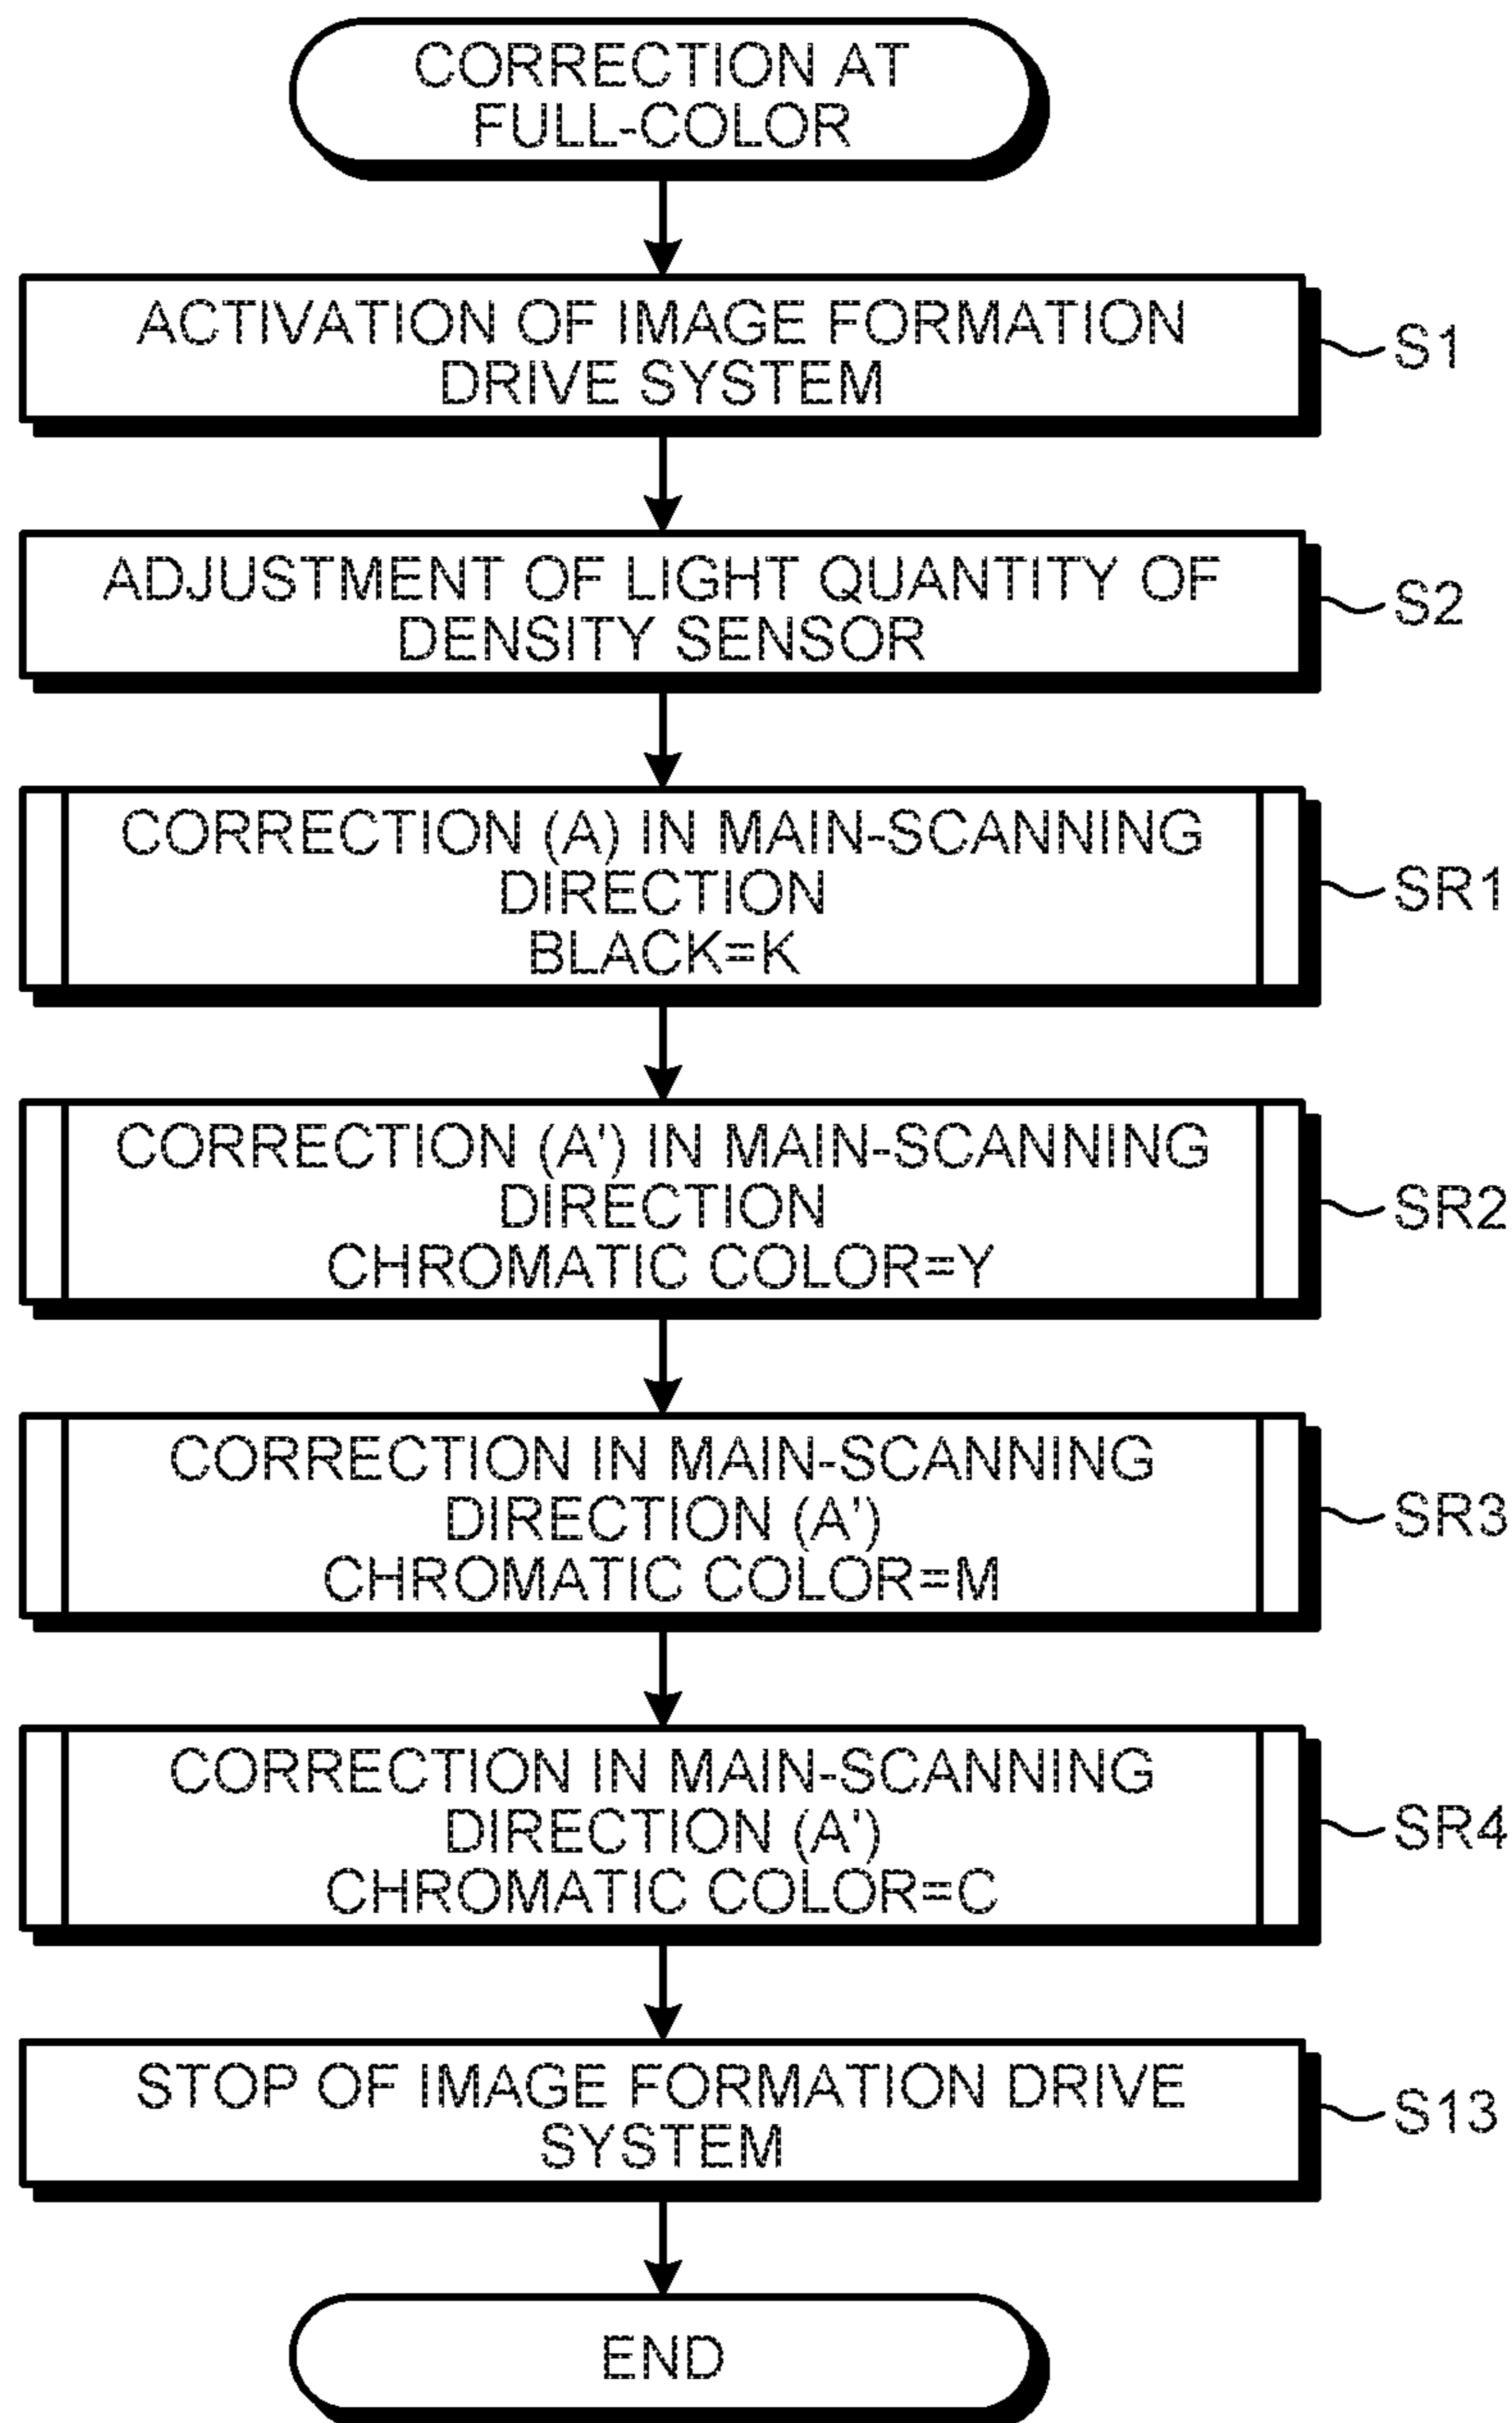 CORRECTION AT
FULL-COLOR
ACTIVATION OF IMAGE FORMATION
DRIVE SYSTEM
S1
ADJUSTMENT OF LIGHT QUANTITY OF
DENSITY SENSOR
S2
CORRECTION (A) IN MAIN-SCANNING
DIRECTION
BLACK=K
SR1
CORRECTION (A') IN MAIN-SCANNING
DIRECTION
CHROMATIC COLOR=Y
SR2
CORRECTION IN MAIN-SCANNING
DIRECTION (A')
CHROMATIC COLOR=M
SR3
CORRECTION IN MAIN-SCANNING
DIRECTION (A')
CHROMATIC COLOR=C
SR4
STOP OF IMAGE FORMATION DRIVE
SYSTEM
S13
END